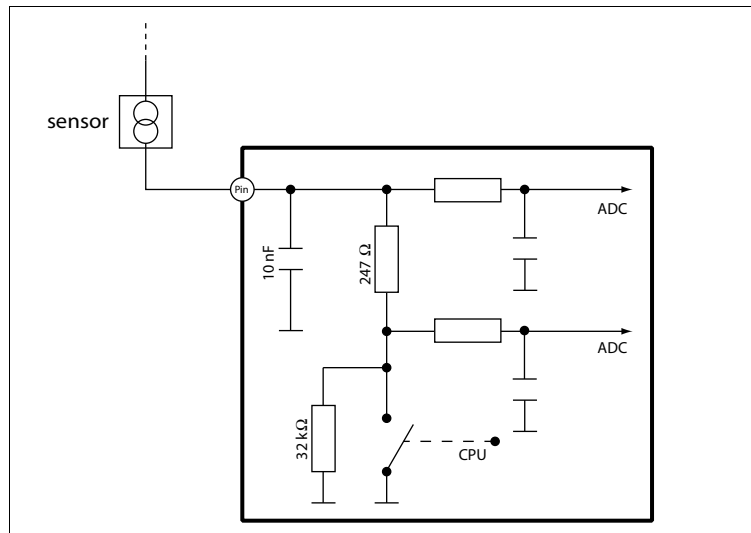 sensor
Pin
ADC
10 nF
247 Ω
ADC
32 kΩ
CPU